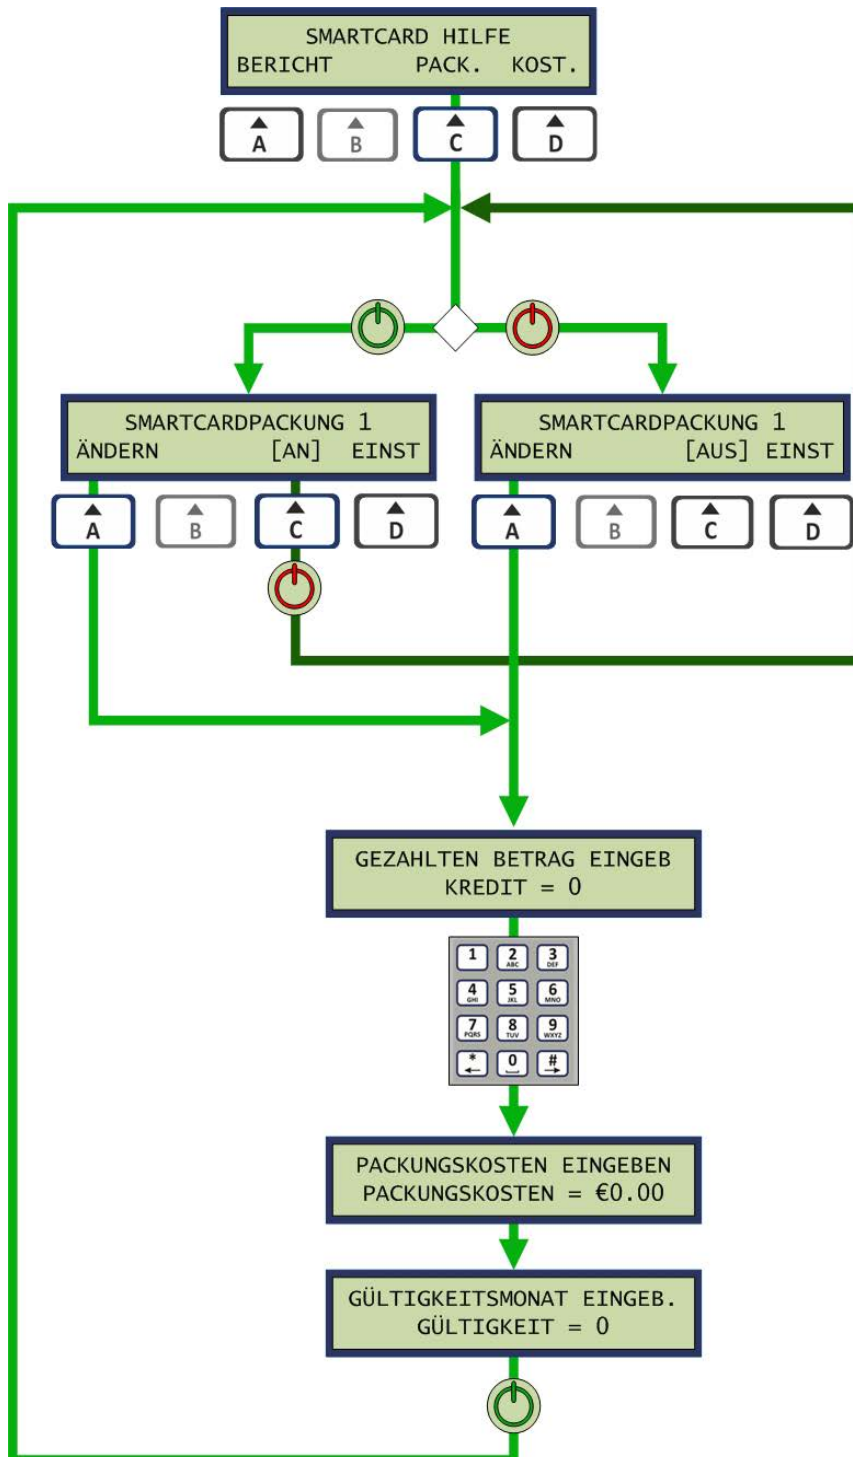 SMARTCARD HILFE
BERICHT PACK. KOST.
A B C D
SMARTCARDPACKUNG 1
ÄNDERN [AN] EINST
A B C D
SMARTCARDPACKUNG 1
ÄNDERN [AUS] EINST
A B C D
GEZAHLTEN BETRAG EINGEB
KREDIT = 0
1 2 3
ABC DEF
4 5 6
GHI JKL MNO
7 8 9
PQRS TUV WXYZ
* 0 #
PACKUNGSKOSTEN EINGEBEN
PACKUNGSKOSTEN = €0.00
GÜLTIGKEITSMONAT EINGEB.
GÜLTIGKEIT = 0